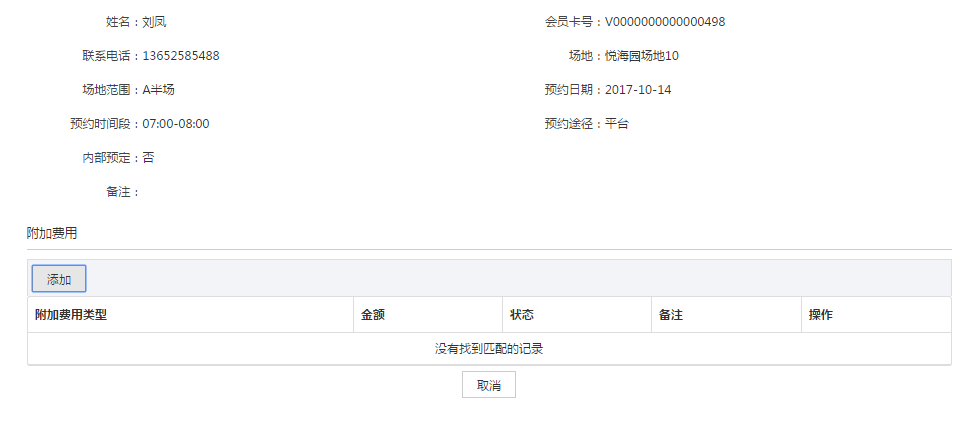 姓名：刘凤 会员卡号：V0000000000000498
联系电话：13652585488 场地：悦海园场地10
场地范围：A半场 预约日期：2017-10-14
预约时间段：07:00-08:00 预约途径：平台
内部预定：否
备注：
附加费用
添加
附加费用类型 金额 状态 备注 操作
没有找到匹配的记录
取消